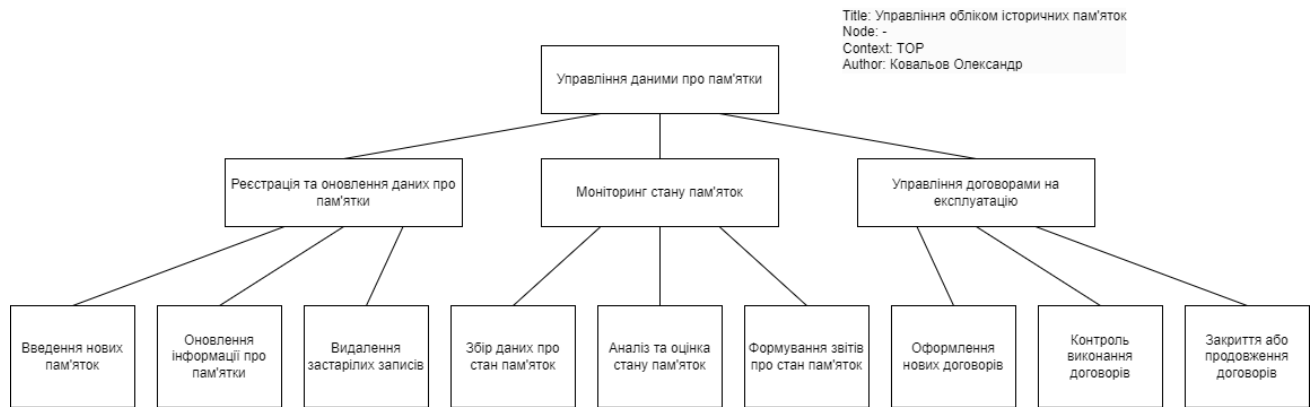 Title: Управління обліком історичних пам'яток
Node: -
Context: TOP
Author: Ковальов Олександр
Управління даними про пам'ятки
Реєстрація та оновлення даних про
пам'ятки
Моніторинг стану пам'яток
Управління договорами на
експлуатацію
Введення нових
пам'яток
Оновлення
інформації про
пам'ятки
Видалення
застарілих записів
Збір даних про
стан пам'яток
Аналіз та оцінка
стану пам'яток
Формування звітів
про стан пам'яток
Оформлення
нових договорів
Контроль
виконання
договорів
Закриття або
продовження
договорів